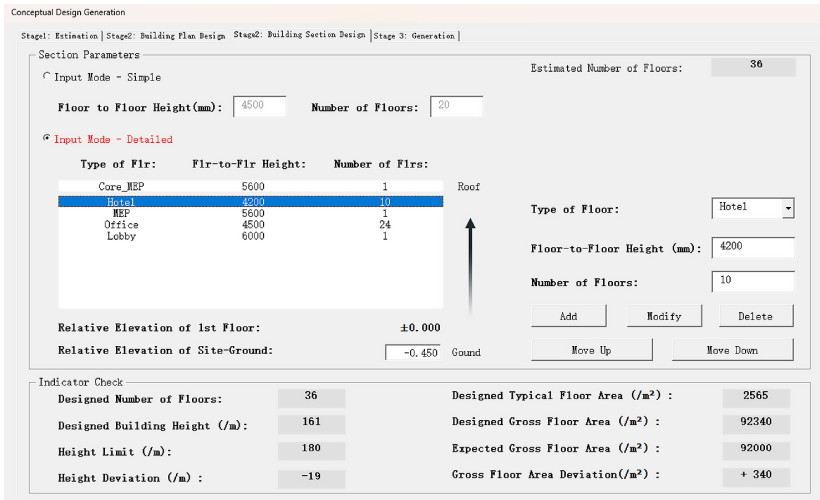 Conceptual Design Generation
Stage1: Estimation | Stage2: Building Plan Design Stage2: Building Section Design | Stage 3: Generation |
Section Parameters
Input Mode - Simple
Estimated Number of Floors: 36
Floor to Floor Height(mm): 4500 Number of Floors: 20
Input Mode - Detailed
Type of Flr: Flr-to-Flr Height: Number of Flrs:
Core_MEP 5600 1 Roof
Hotel 4200 10
MEP 5600 1
Office 4500 24
Lobby 6000 1
Type of Floor: Hotel
Floor-to-Floor Height (mm): 4200
Number of Floors: 10
Add Modify Delete
Move Up Move Down
Relative Elevation of 1st Floor: ±0.000
Relative Elevation of Site-Ground: -0.450 Gound
Indicator Check
Designed Number of Floors: 36 Designed Typical Floor Area (/m²) : 2565
Designed Building Height (/m): 161 Designed Gross Floor Area (/m²) : 92340
Height Limit (/m): 180 Expected Gross Floor Area (/m²) : 92000
Height Deviation (/m) : -19 Gross Floor Area Deviation(/m²) : + 340